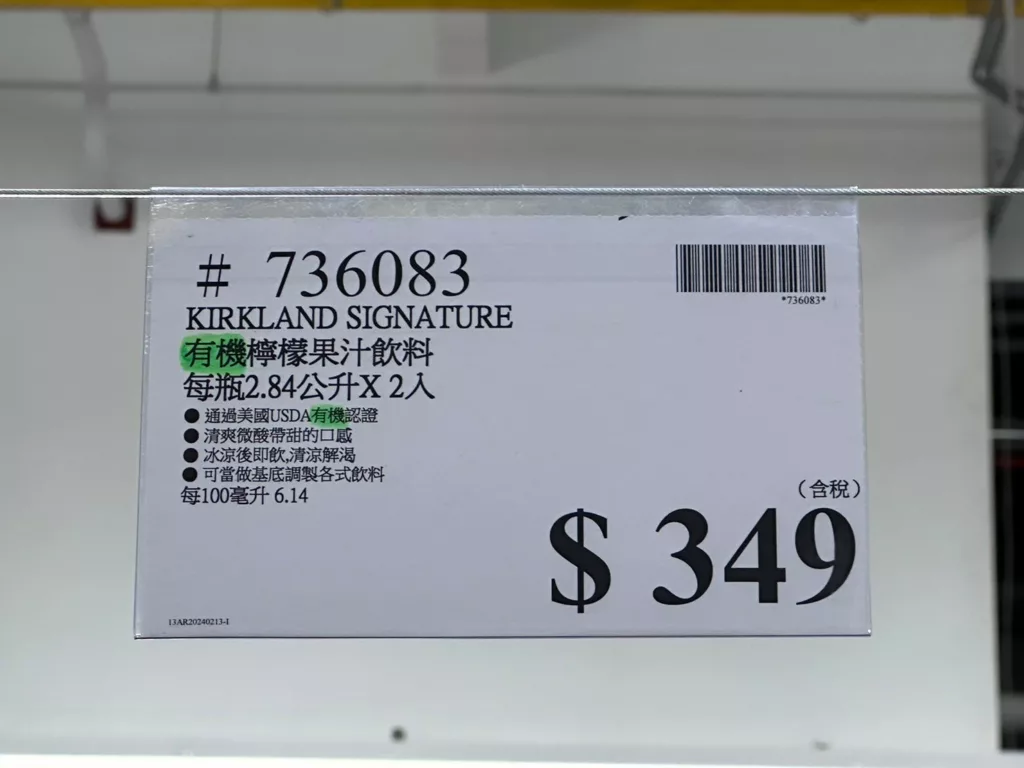 # 736083
*736083*
KIRKLAND SIGNATURE
有機檸檬果汁飲料
每瓶2.84公升X 2入
● 通過美國USDA有機認證
● 清爽微酸帶甜的口感
● 冰涼後即飲,清涼解渴
● 可當做基底調製各式飲料
每100毫升 6.14
(含稅)
$ 349
13AR20240213-I